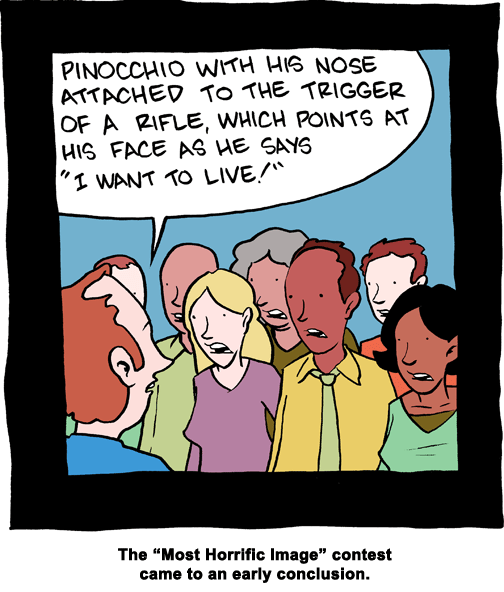 PINOCCHIO WITH HIS NOSE
ATTACHED TO THE TRIGGER
OF A RIFLE, WHICH POINTS AT
HIS FACE AS HE SAYS
"I WANT TO LIVE!"
The “Most Horrific Image” contest
came to an early conclusion.